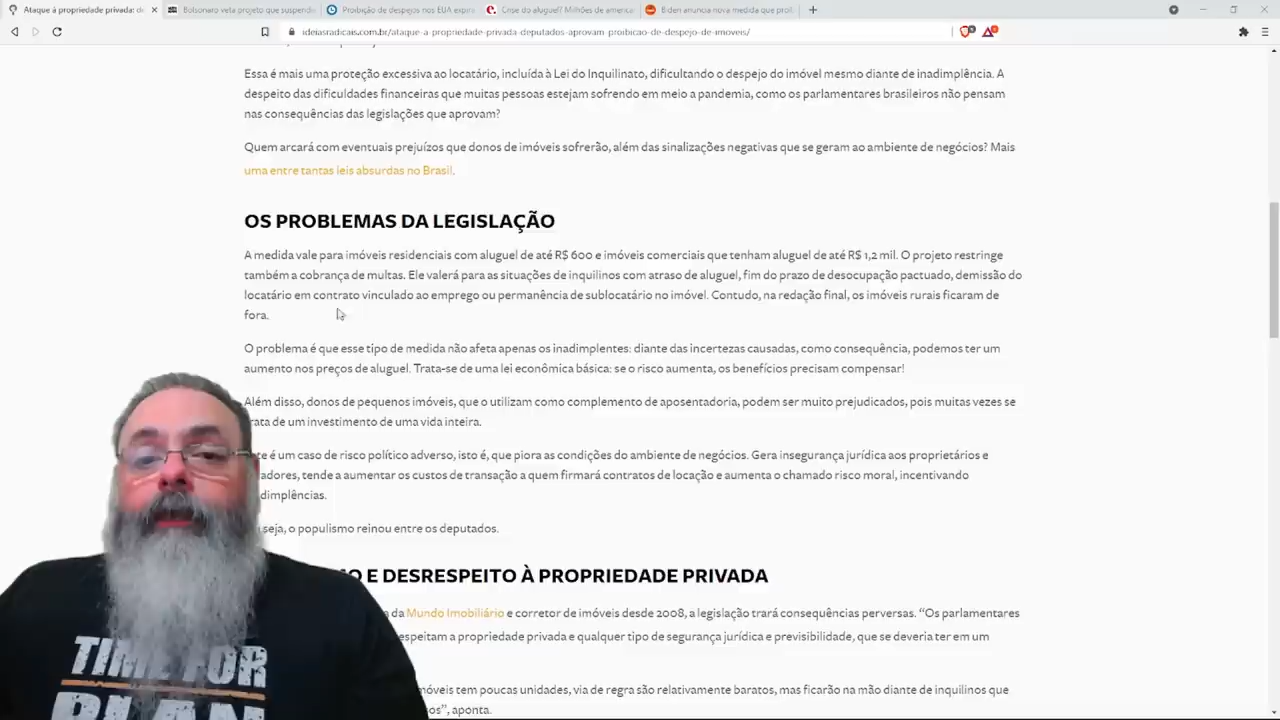 Ataque à propriedade privada: de
Bolsonaro veta projeto que suspende
Proibição de despejos nos EUA expira
Crise do aluguel? Milhões de america
Biden anuncia nova medida que proí
ideiasradicais.com.br/ataque-a-propriedade-privada-deputados-aprovam-proibicao-de-despejo-de-imoveis/
Essa é mais uma proteção excessiva ao locatário, incluída à Lei do Inquilinato, dificultando o despejo do imóvel mesmo diante de inadimplência. A
despeito das dificuldades financeiras que muitas pessoas estejam sofrendo em meio a pandemia, como os parlamentares brasileiros não pensam
nas consequências das legislações que aprovam?
Quem arcará com eventuais prejuízos que donos de imóveis sofrerão, além das sinalizações negativas que se geram ao ambiente de negócios? Mais
uma entre tantas leis absurdas no Brasil.
OS PROBLEMAS DA LEGISLAÇÃO
A medida vale para imóveis residenciais com aluguel de até R$ 600 e imóveis comerciais que tenham aluguel de até R$ 1,2 mil. O projeto restringe
também a cobrança de multas. Ele valerá para as situações de inquilinos com atraso de aluguel, fim do prazo de desocupação pactuado, demissão do
locatário em contrato vinculado ao emprego ou permanência de sublocatário no imóvel. Contudo, na redação final, os imóveis rurais ficaram de
fora.
O problema é que esse tipo de medida não afeta apenas os inadimplentes: diante das incertezas causadas, como consequência, podemos ter um
aumento nos preços de aluguel. Trata-se de uma lei econômica básica: se o risco aumenta, os benefícios precisam compensar!
Além disso, donos de pequenos imóveis, que o utilizam como complemento de aposentadoria, podem ser muito prejudicados, pois muitas vezes se
rata de um investimento de uma vida inteira.
te é um caso de risco político adverso, isto é, que piora as condições do ambiente de negócios. Gera insegurança jurídica aos proprietários e
adores, tende a aumentar os custos de transação a quem firmará contratos de locação e aumenta o chamado risco moral, incentivando
dimplências.
seja, o populismo reinou entre os deputados.
O E DESRESPEITO À PROPRIEDADE PRIVADA
da Mundo Imobiliário e corretor de imóveis desde 2008, a legislação trará consequências perversas. “Os parlamentares
espeitam a propriedade privada e qualquer tipo de segurança jurídica e previsibilidade, que se deveria ter em um
móveis tem poucas unidades, via de regra são relativamente baratos, mas ficarão na mão diante de inquilinos que
sos”, aponta.
TIME FOR
PLAN